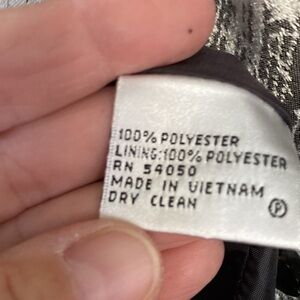 100% POLYESTER
LINING:100% POLYESTER
RN 54050
MADE IN VIETNAM
DRY CLEAN Ⓟ